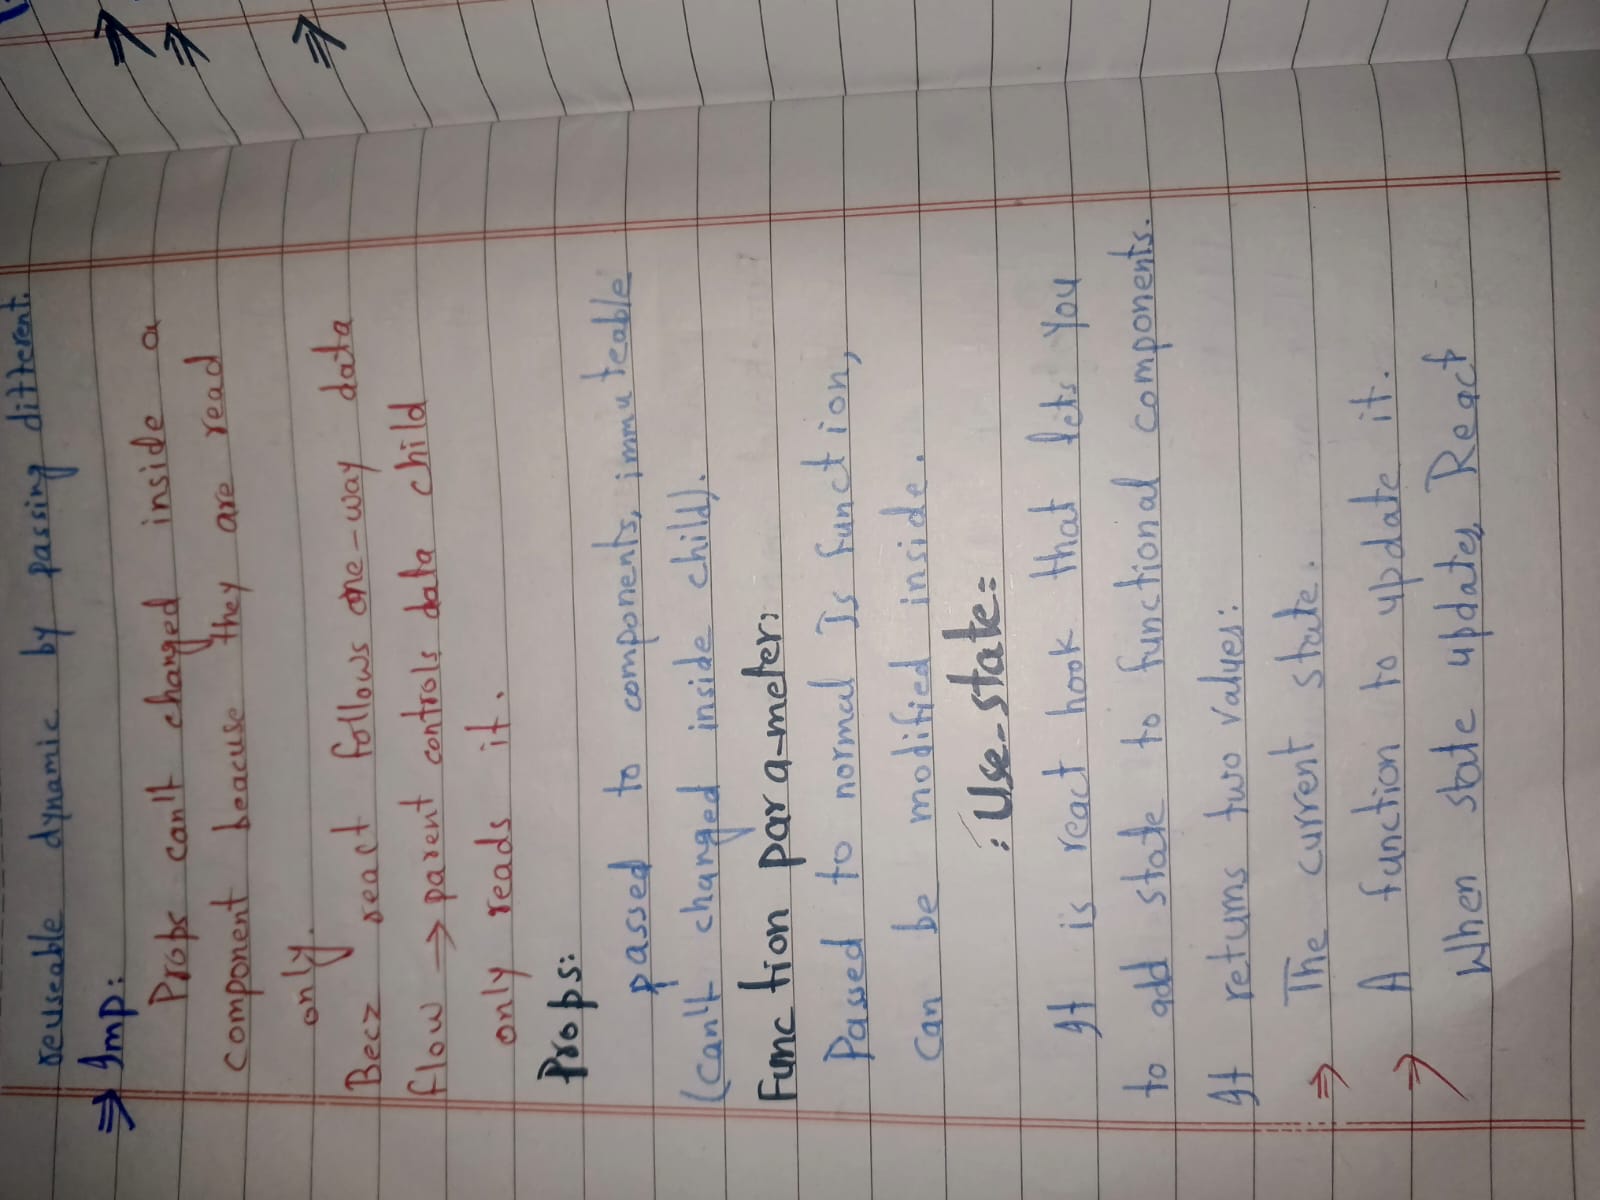 reuseable dynamic by passing different.
⇒ Imp:
Props can't changed inside a
component beacuse they are read
only.
Becz react follows one-way data
flow → parent controls data child
only reads it.
Props:
passed to components, immuteable
(can't changed inside child).
Function para-meter:
Passed to normal Js function,
can be modified inside.
:Use-state:
It is react hook that lets you
to add state to functional components.
It returns two values:
⇒ The current state.
→ A function to update it.
When state updates, React